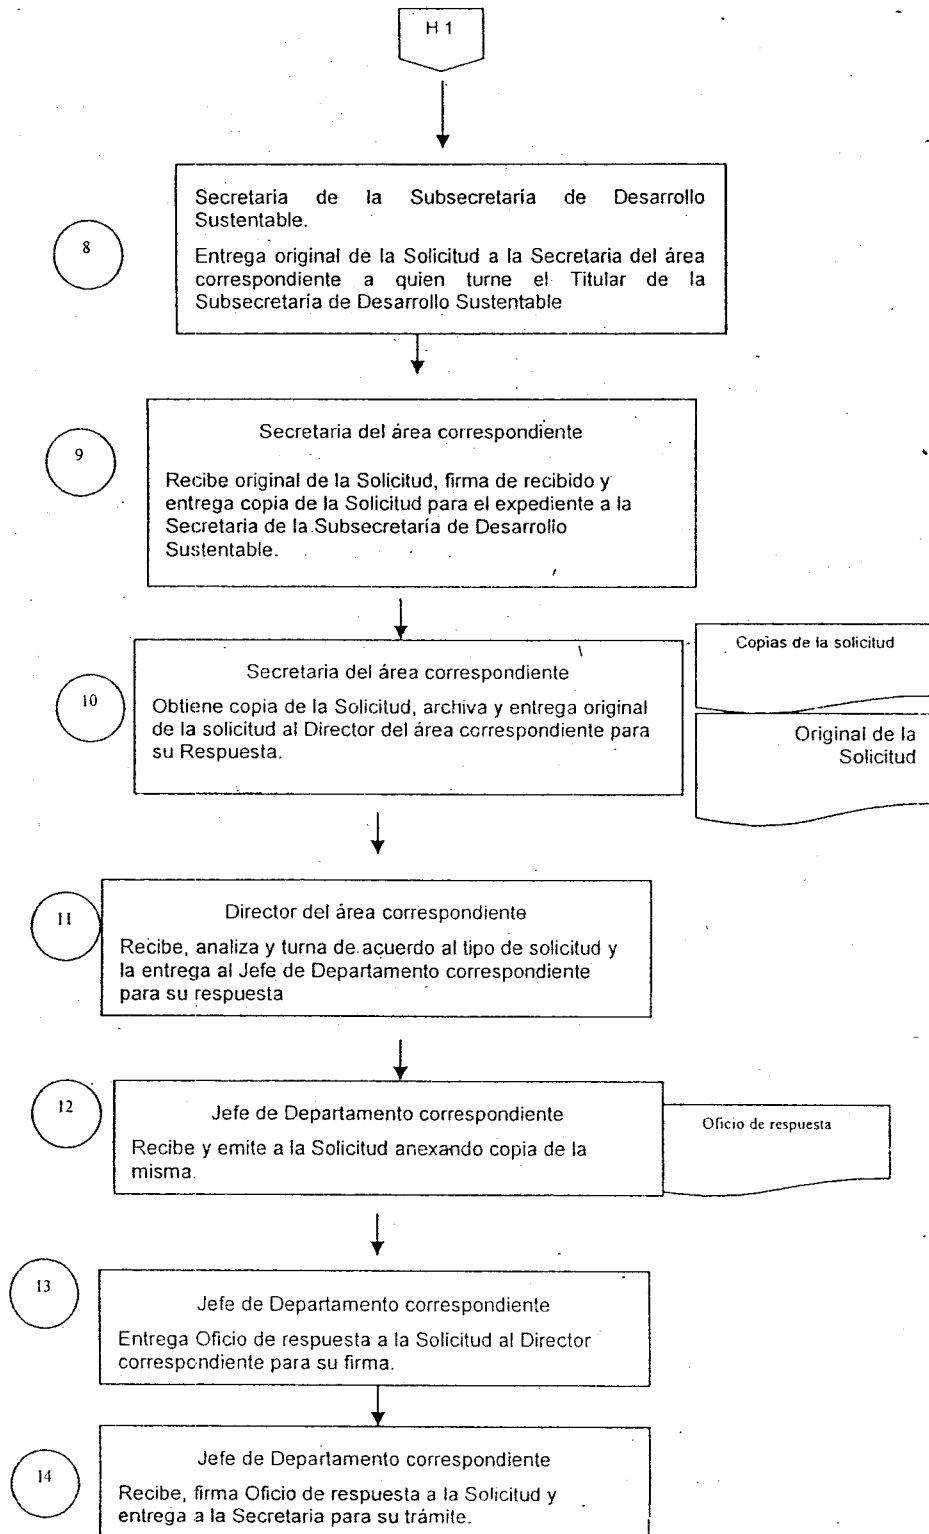 H 1
8
Secretaria de la Subsecretaría de Desarrollo
Sustentable.
Entrega original de la Solicitud a la Secretaria del área
correspondiente a quien turne el Titular de la
Subsecretaría de Desarrollo Sustentable
9
Secretaria del área correspondiente
Recibe original de la Solicitud, firma de recibido y
entrega copia de la Solicitud para el expediente a la
Secretaria de la Subsecretaría de Desarrollo
Sustentable.
10
Secretaria del área correspondiente
Obtiene copia de la Solicitud, archiva y entrega original
de la solicitud al Director del área correspondiente para
su Respuesta.
Copias de la solicitud
Original de la
Solicitud
11
Director del área correspondiente
Recibe, analiza y turna de acuerdo al tipo de solicitud y
la entrega al Jefe de Departamento correspondiente
para su respuesta
12
Jefe de Departamento correspondiente
Recibe y emite a la Solicitud anexando copia de la
misma.
Oficio de respuesta
13
Jefe de Departamento correspondiente
Entrega Oficio de respuesta a la Solicitud al Director
correspondiente para su firma.
14
Jefe de Departamento correspondiente
Recibe, firma Oficio de respuesta a la Solicitud y
entrega a la Secretaria para su trámite.